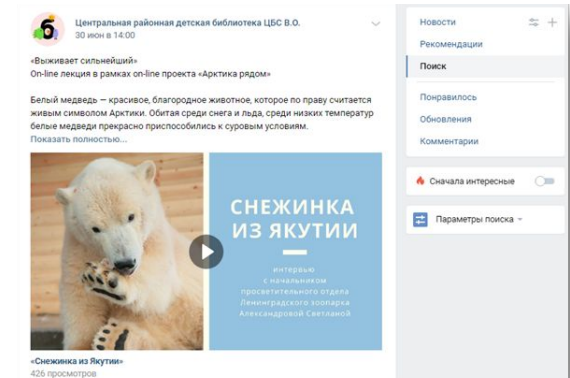 Центральная районная детская библиотека ЦБС В.О.
30 июн в 14:00
«Выживает сильнейший»
On-line лекция в рамках on-line проекта «Арктика рядом»
Белый медведь — красивое, благородное животное, которое по праву считается
живым символом Арктики. Обитая среди снега и льда, среди низких температур
белые медведи прекрасно приспособились к суровым условиям.
Показать полностью...
СНЕЖИНКА
ИЗ ЯКУТИИ
интервью
с начальником
просветительного отдела
Ленинградского зоопарка
Александровой Светланой
«Снежинка из Якутии»
426 просмотров
Новости
Рекомендации
Поиск
Понравилось
Обновления
Комментарии
Сначала интересные
Параметры поиска